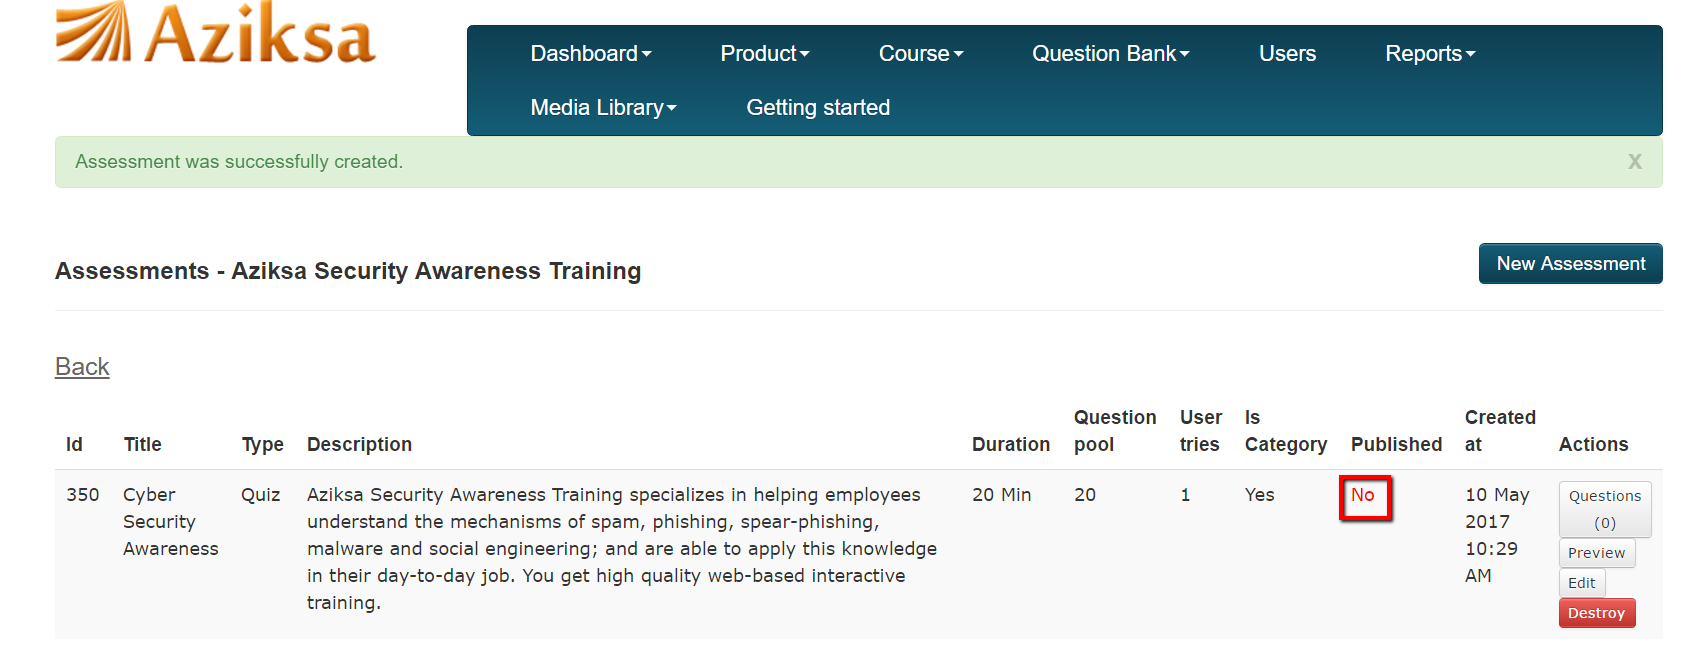 Aziksa
Dashboard Product Course Question Bank Users Reports
Media Library Getting started
Assessment was successfully created. X
Assessments - Aziksa Security Awareness Training New Assessment
Back
Id Title Type Description Duration Question pool User tries Is Category Published Created at Actions
350 Cyber Quiz Aziksa Security Awareness Training specializes in helping employees 20 Min 20 1 Yes No 10 May Questions
Security understand the mechanisms of spam, phishing, spear-phishing, 2017 (0)
Awareness malware and social engineering; and are able to apply this knowledge 10:29 Preview
in their day-to-day job. You get high quality web-based interactive AM Edit
training. Destroy